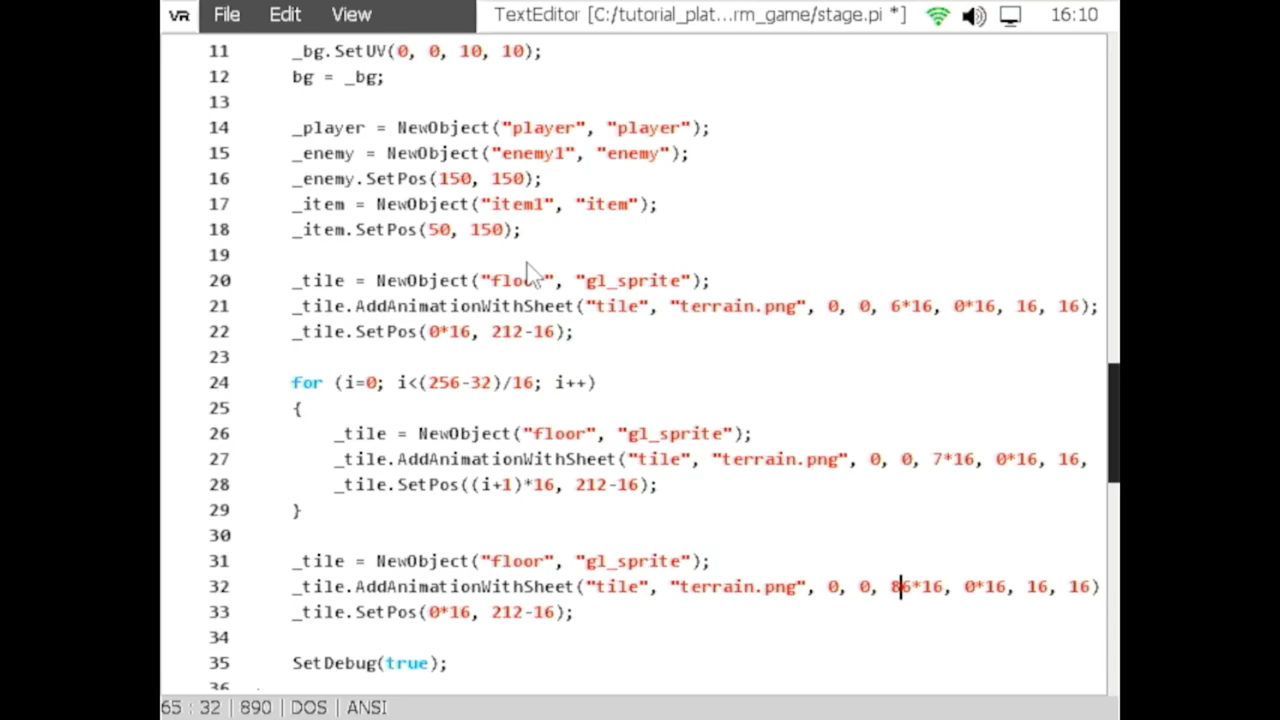 VR File Edit View TextEditor [C:/tutorial_plat...rm_game/stage.pi *] 16:10
11 _bg.SetUV(0, 0, 10, 10);
12 bg = _bg;
13
14 _player = NewObject("player", "player");
15 _enemy = NewObject("enemy1", "enemy");
16 _enemy.SetPos(150, 150);
17 _item = NewObject("item1", "item");
18 _item.SetPos(50, 150);
19
20 _tile = NewObject("floor", "gl_sprite");
21 _tile.AddAnimationWithSheet("tile", "terrain.png", 0, 0, 6*16, 0*16, 16, 16);
22 _tile.SetPos(0*16, 212-16);
23
24 for (i=0; i<(256-32)/16; i++)
25 {
26 _tile = NewObject("floor", "gl_sprite");
27 _tile.AddAnimationWithSheet("tile", "terrain.png", 0, 0, 7*16, 0*16, 16,
28 _tile.SetPos((i+1)*16, 212-16);
29 }
30
31 _tile = NewObject("floor", "gl_sprite");
32 _tile.AddAnimationWithSheet("tile", "terrain.png", 0, 0, 86*16, 0*16, 16, 16)
33 _tile.SetPos(0*16, 212-16);
34
35 SetDebug(true);
36
65 : 32 | 890 | DOS | ANSI